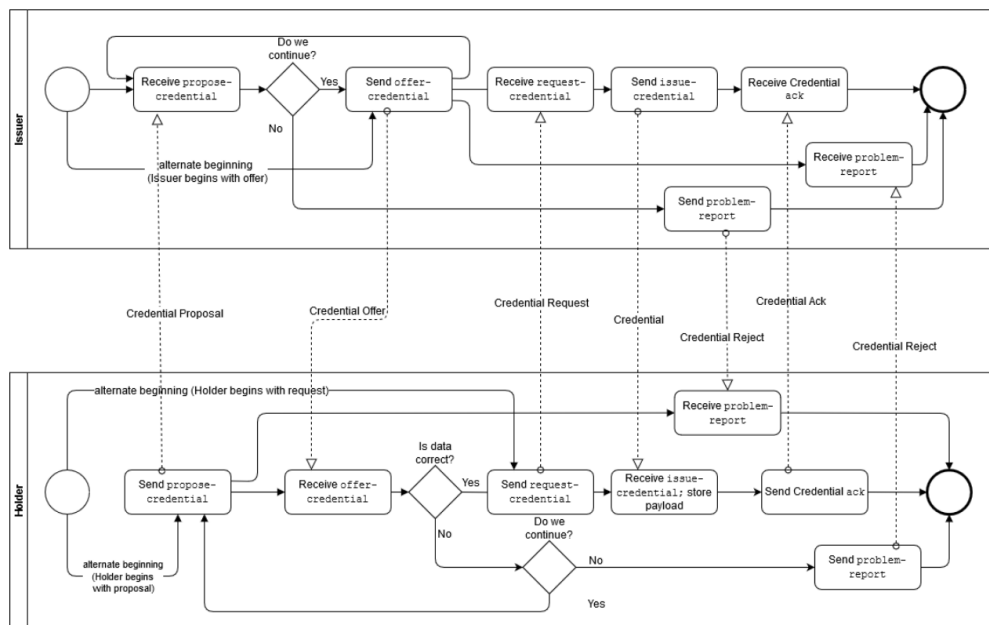 Issuer
Do we
continue?
Receive propose-
credential
Yes
Send offer-
credential
Receive request-
credential
Send issue-
credential
Receive Credential
ack
No
alternate beginning
(Issuer begins with offer)
Receive problem-
report
Send problem-
report
Credential Proposal
Credential Offer
Credential Request
Credential
Credential Ack
Credential Reject
Credential Reject
Holder
alternate beginning (Holder begins with request)
Receive problem-
report
Is data
correct?
Send propose-
credential
Receive offer-
credential
Yes
Send request-
credential
Receive issue-
credential; store
payload
Send Credential ack
No
Do we
continue?
No
Send problem-
report
alternate beginning
(Holder begins
with proposal)
Yes